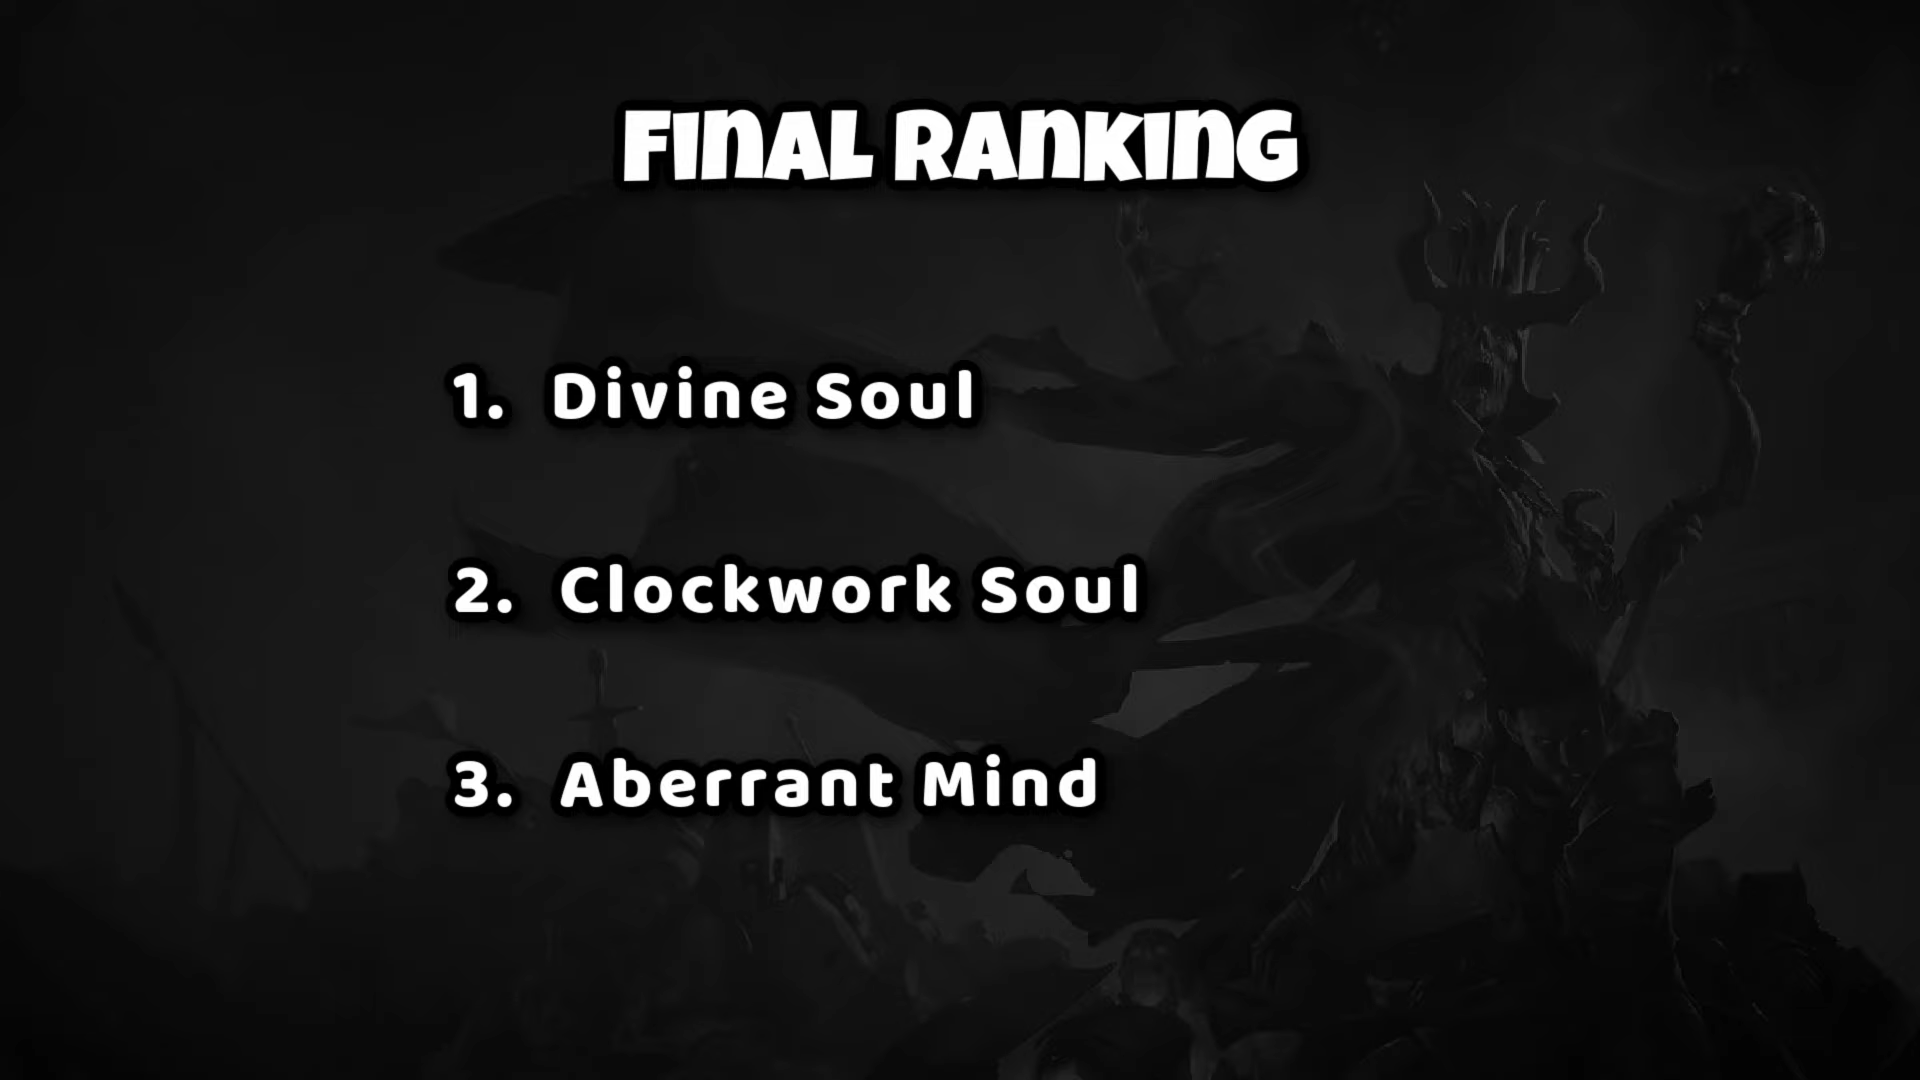 FINAL RANKING
1. Divine Soul
2. Clockwork Soul
3. Aberrant Mind